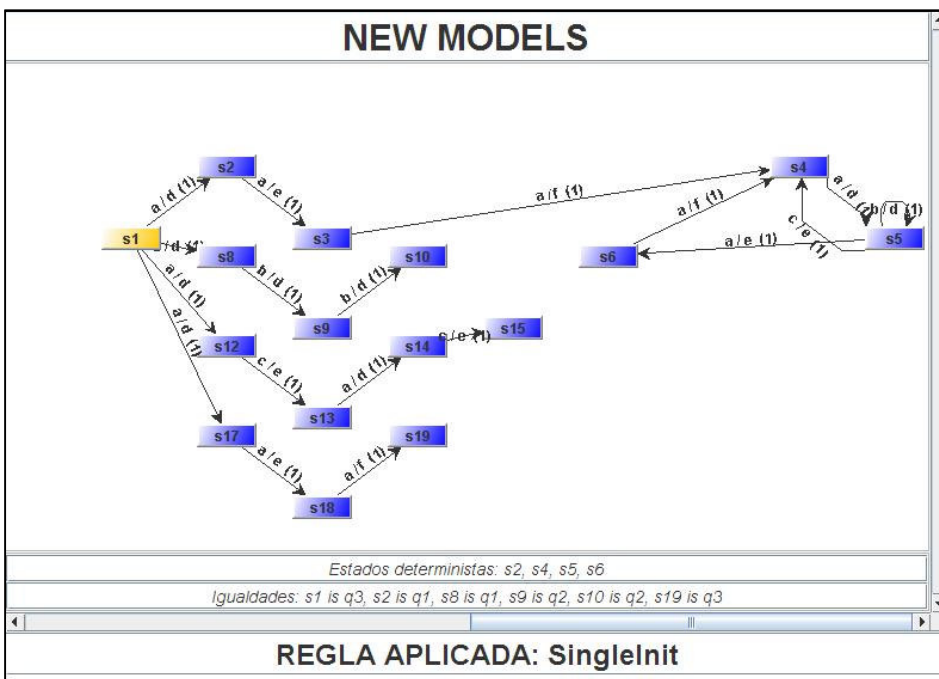 NEW MODELS
s2
s4
a/d (1)
a/e (1)
a/f (1)
a/d (1)
b/d (1)
s1
s3
a/f (1)
c/e (1)
s5
s8
s10
s6
a/e (1)
a/d (1)
b/d (1)
b/d (1)
a/d (1)
s9
s12
s14
c/e (1)
s15
c/e (1)
a/d (1)
s13
s17
s19
a/e (1)
a/f (1)
s18
Estados deterministas: s2, s4, s5, s6
Igualdades: s1 is q3, s2 is q1, s8 is q1, s9 is q2, s10 is q2, s19 is q3
REGLA APLICADA: SingleInit